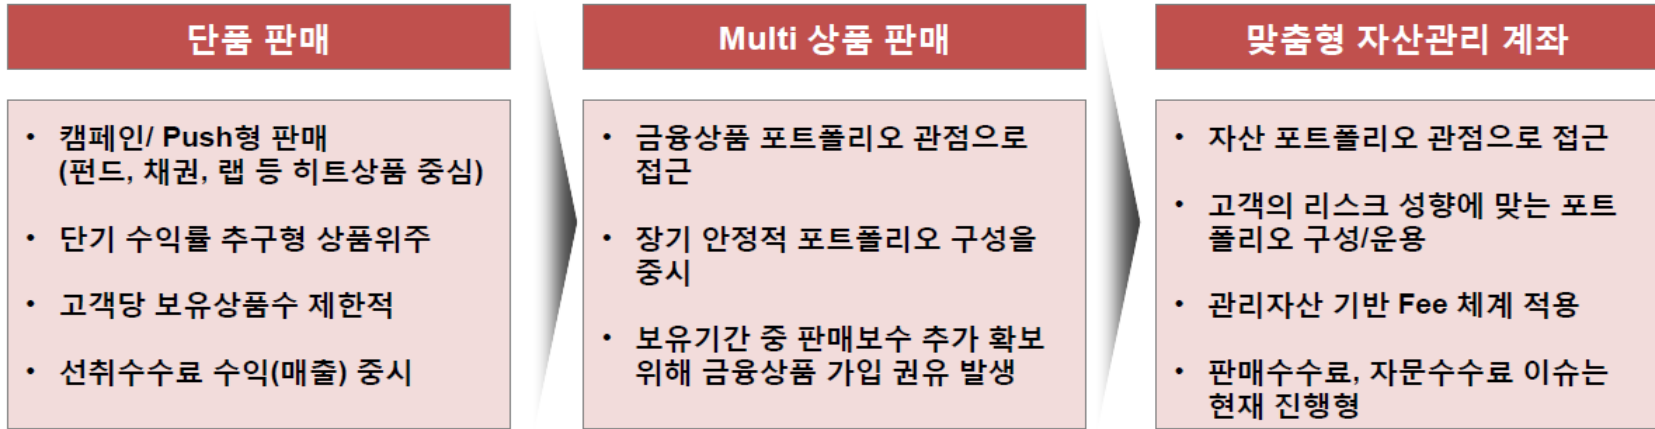 단품 판매
• 캠페인/ Push형 판매
(펀드, 채권, 랩 등 히트상품 중심)
• 단기 수익률 추구형 상품위주
• 고객당 보유상품수 제한적
• 선취수수료 수익(매출) 중시
Multi 상품 판매
• 금융상품 포트폴리오 관점으로
접근
• 장기 안정적 포트폴리오 구성을
중시
• 보유기간 중 판매보수 추가 확보
위해 금융상품 가입 권유 발생
맞춤형 자산관리 계좌
• 자산 포트폴리오 관점으로 접근
• 고객의 리스크 성향에 맞는 포트
폴리오 구성/운용
• 관리자산 기반 Fee 체계 적용
• 판매수수료, 자문수수료 이슈는
현재 진행형